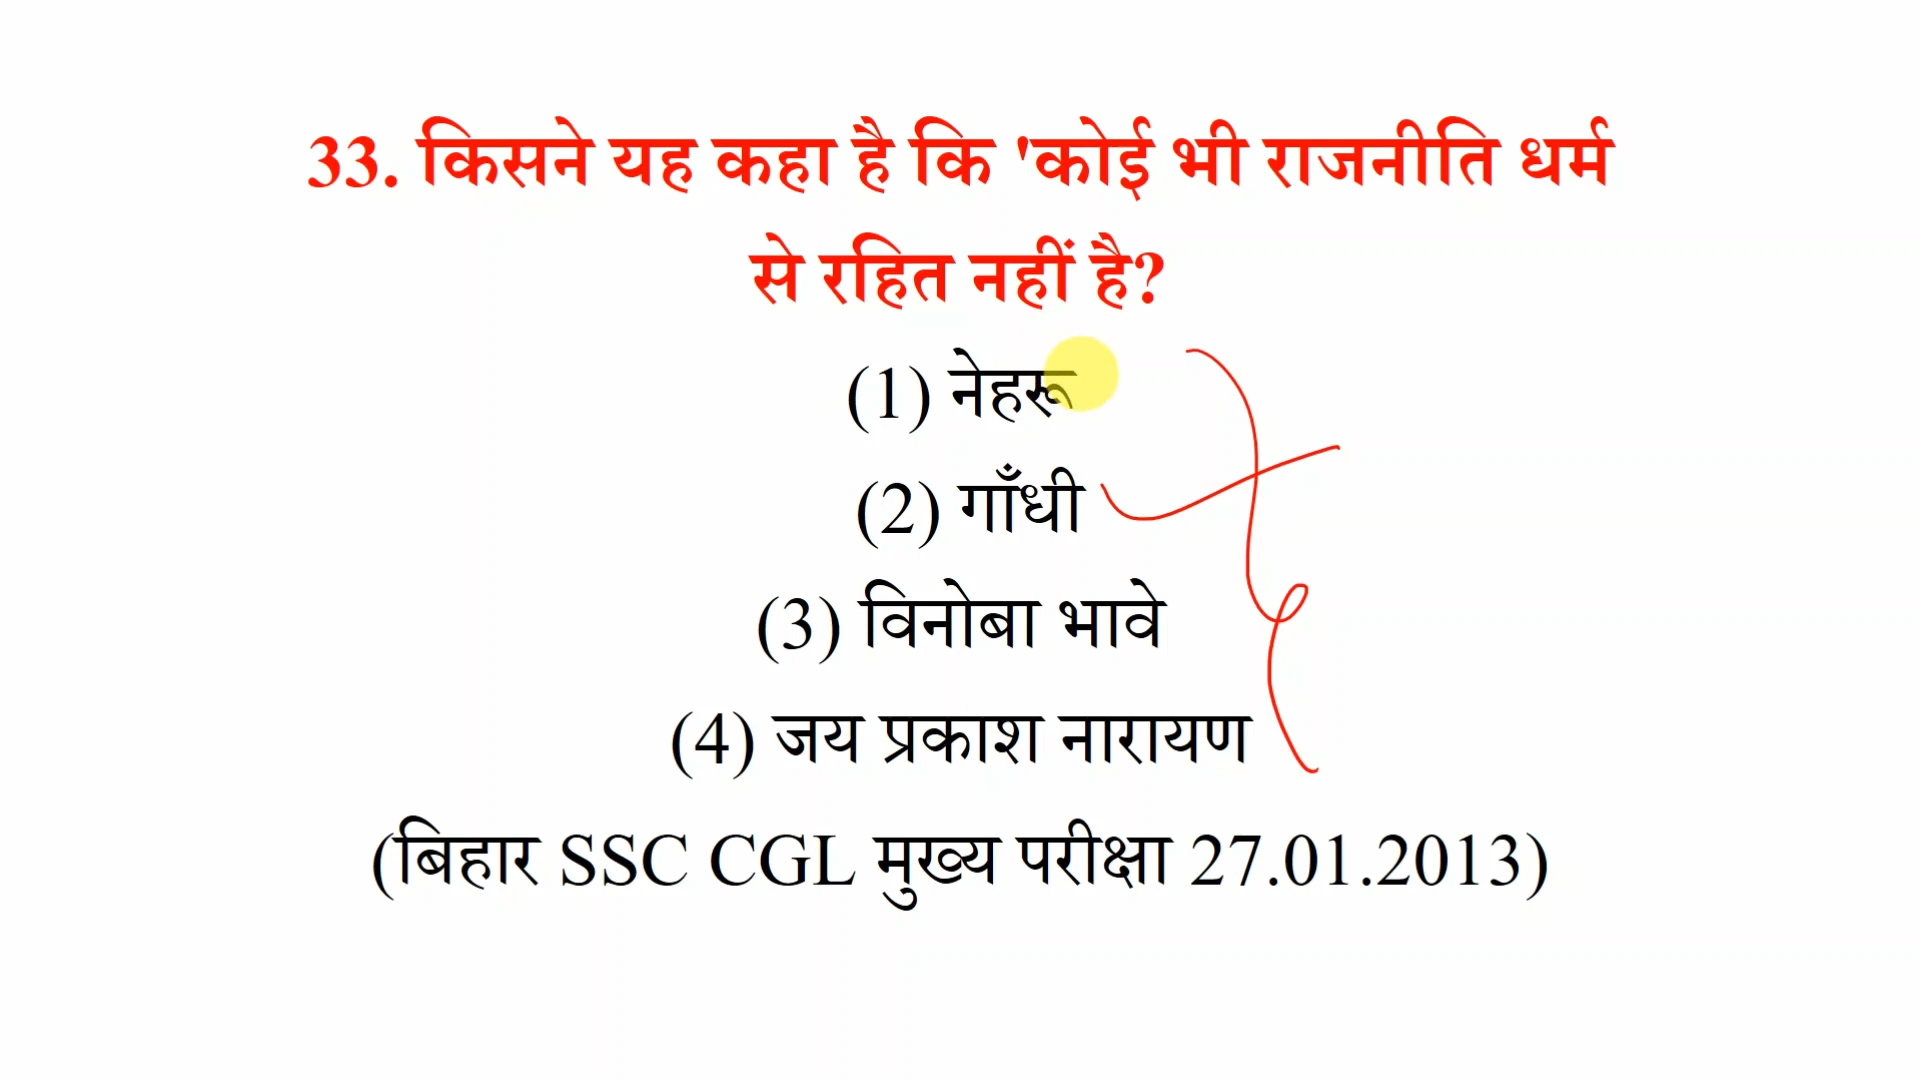 33. किसने यह कहा है कि 'कोई भी राजनीति धर्म
से रहित नहीं है?
(1) नेहरू
(2) गाँधी
(3) विनोबा भावे
(4) जय प्रकाश नारायण
(बिहार SSC CGL मुख्य परीक्षा 27.01.2013)